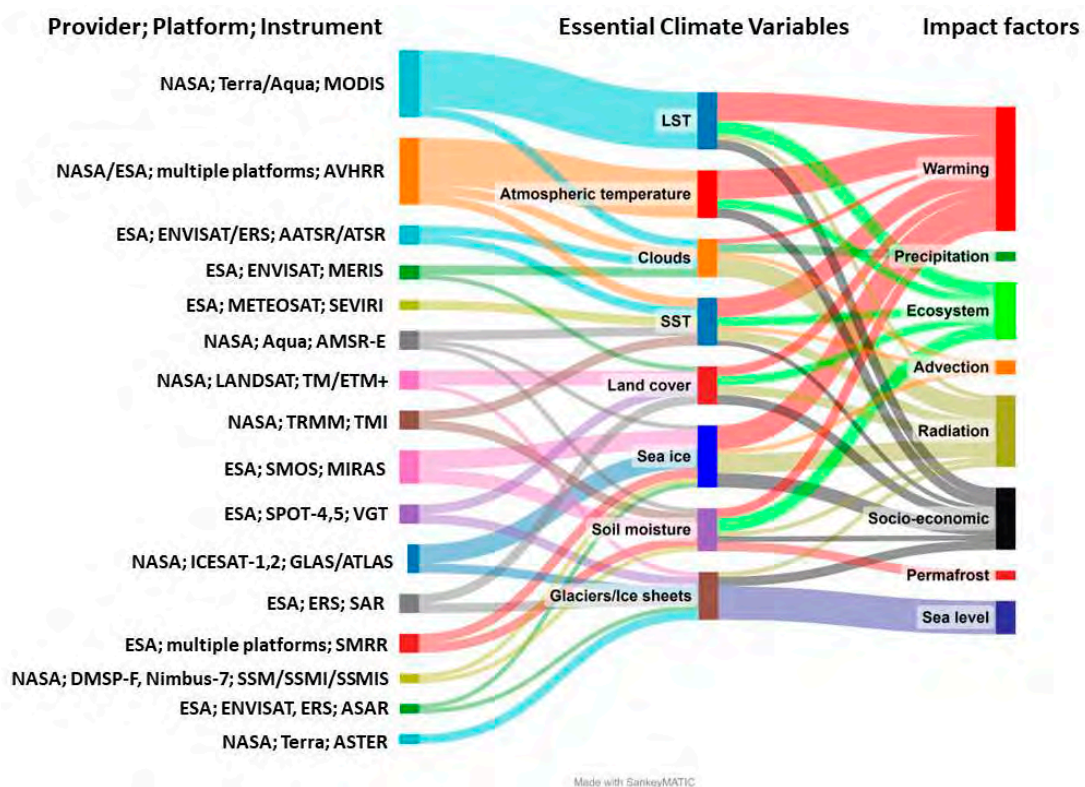 Provider; Platform; Instrument
Essential Climate Variables
Impact factors
NASA; Terra/Aqua; MODIS
NASA/ESA; multiple platforms; AVHRR
ESA; ENVISAT/ERS; AATSR/ATSR
ESA; ENVISAT; MERIS
ESA; METEOSAT; SEVIRI
NASA; Aqua; AMSR-E
NASA; LANDSAT; TM/ETM+
NASA; TRMM; TMI
ESA; SMOS; MIRAS
ESA; SPOT-4,5; VGT
NASA; ICESAT-1,2; GLAS/ATLAS
ESA; ERS; SAR
ESA; multiple platforms; SMRR
NASA; DMSP-F, Nimbus-7; SSM/SSMI/SSMIS
ESA; ENVISAT, ERS; ASAR
NASA; Terra; ASTER
LST
Atmospheric temperature
Clouds
SST
Land cover
Sea ice
Soil moisture
Glaciers/Ice sheets
Warming
Precipitation
Ecosystem
Advection
Radiation
Socio-economic
Permafrost
Sea level
Made with SankeyMATIC